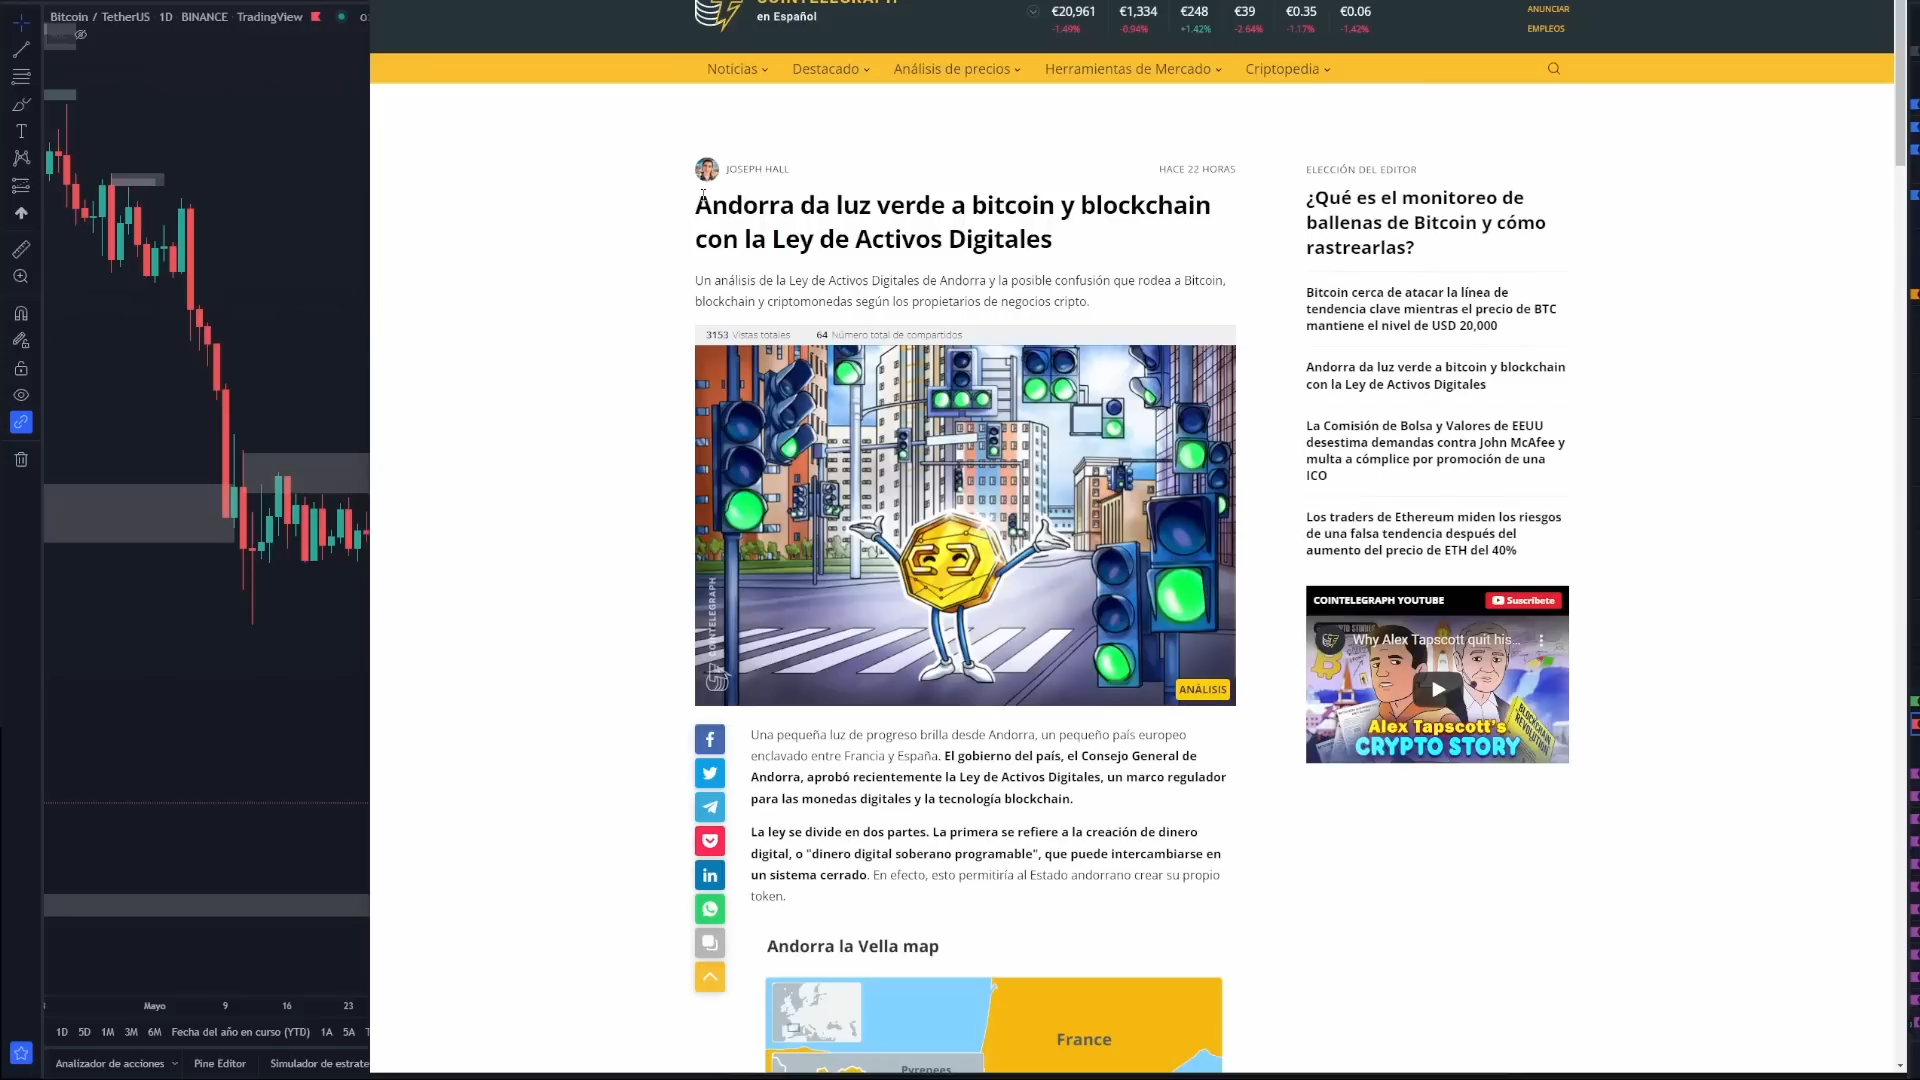 Bitcoin / TetherUS 1D BINANCE · TradingView
COINTELEGRAPH
en Español
€20,961 €1,334 €248 €39 €0.35 €0.06
-1.49% -0.94% +1.42% -2.64% -1.17% -1.42%
ANUNCIAR
EMPLEOS
Noticias Destacado Análisis de precios Herramientas de Mercado Criptopedia
JOSEPH HALL
HACE 22 HORAS
Andorra da luz verde a bitcoin y blockchain
con la Ley de Activos Digitales
Un análisis de la Ley de Activos Digitales de Andorra y la posible confusión que rodea a Bitcoin,
blockchain y criptomonedas según los propietarios de negocios cripto.
3153 Vistas totales 64 Número total de compartidos
COINTELEGRAPH
ANÁLISIS
Una pequeña luz de progreso brilla desde Andorra, un pequeño país europeo
enclavado entre Francia y España. El gobierno del país, el Consejo General de
Andorra, aprobó recientemente la Ley de Activos Digitales, un marco regulador
para las monedas digitales y la tecnología blockchain.
La ley se divide en dos partes. La primera se refiere a la creación de dinero
digital, o "dinero digital soberano programable", que puede intercambiarse en
un sistema cerrado. En efecto, esto permitiría al Estado andorrano crear su propio
token.
Andorra la Vella map
France
Pyrenees
ELECCIÓN DEL EDITOR
¿Qué es el monitoreo de
ballenas de Bitcoin y cómo
rastrearlas?
Bitcoin cerca de atacar la línea de
tendencia clave mientras el precio de BTC
mantiene el nivel de USD 20,000
Andorra da luz verde a bitcoin y blockchain
con la Ley de Activos Digitales
La Comisión de Bolsa y Valores de EEUU
desestima demandas contra John McAfee y
multa a cómplice por promoción de una
ICO
Los traders de Ethereum miden los riesgos
de una falsa tendencia después del
aumento del precio de ETH del 40%
COINTELEGRAPH YOUTUBE
Suscríbete
Why Alex Tapscott quit his...
BLOCKCHAIN
REVOLUTION
Alex Tapscott's
CRYPTO STORY
Mayo 9 16 23
1D 5D 1M 3M 6M Fecha del año en curso (YTD) 1A 5A
Analizador de acciones Pine Editor Simulador de estrate